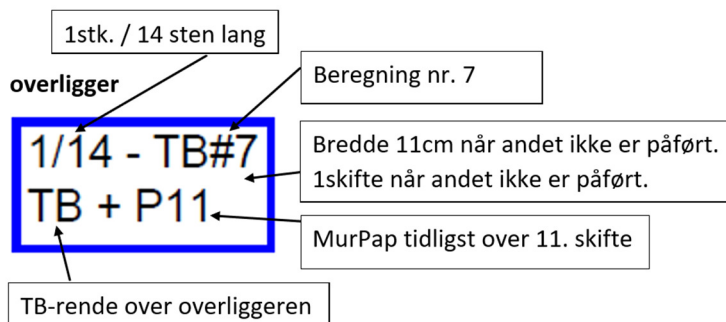 1stk. / 14 sten lang
overligger
Beregning nr. 7
1/14 - TB#7
TB + P11
Bredde 11cm når andet ikke er påført.
1skifte når andet ikke er påført.
MurPap tidligst over 11. skifte
TB-rende over overliggeren